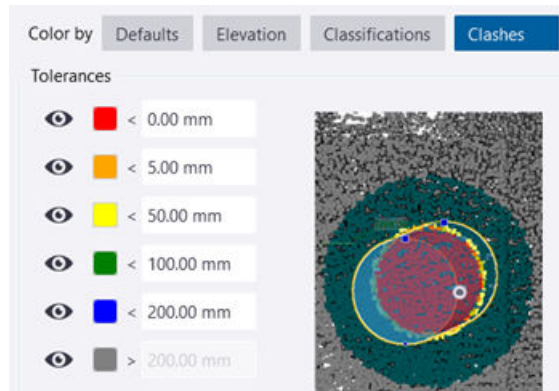 Color by Defaults Elevation Classifications Clashes
Tolerances
< 0.00 mm
< 5.00 mm
< 50.00 mm
< 100.00 mm
< 200.00 mm
> 200.00 mm